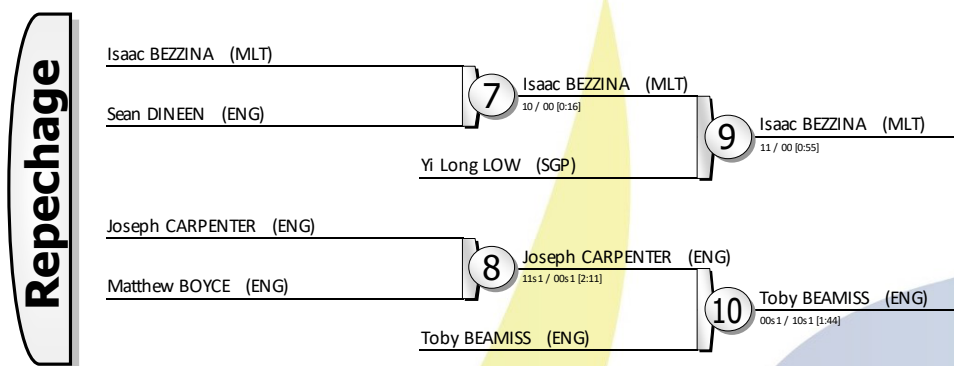 Repechage
Isaac BEZZINA (MLT)
Sean DINEEN (ENG)
7
Isaac BEZZINA (MLT)
10 / 00 [0:16]
Yi Long LOW (SGP)
9
Isaac BEZZINA (MLT)
11 / 00 [0:55]
Joseph CARPENTER (ENG)
Matthew BOYCE (ENG)
8
Joseph CARPENTER (ENG)
11s1 / 00s1 [2:11]
Toby BEAMISS (ENG)
10
Toby BEAMISS (ENG)
00s1 / 10s1 [1:44]